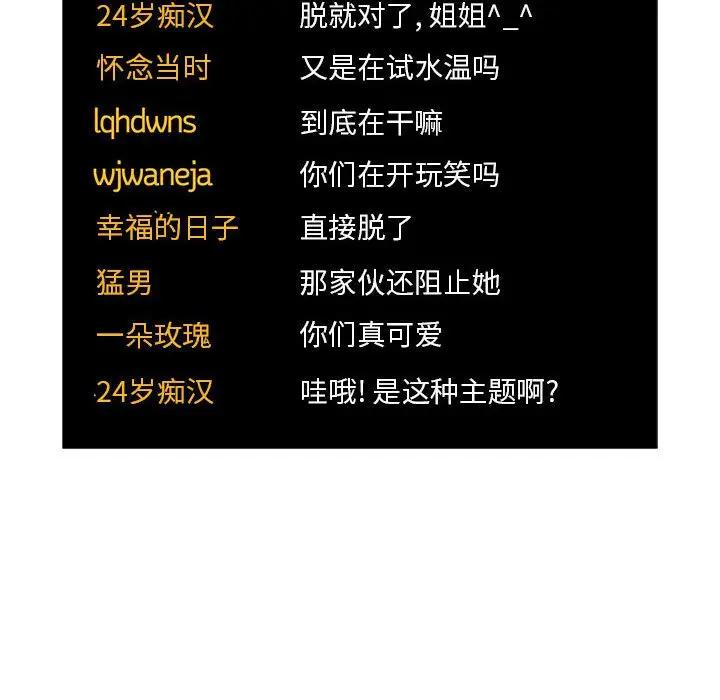 24岁痴汉 脱就对了, 姐姐^_^
怀念当时 又是在试水温吗
lqhdwns 到底在干嘛
wjwaneja 你们在开玩笑吗
幸福的日子 直接脱了
猛男 那家伙还阻止她
一朵玫瑰 你们真可爱
24岁痴汉 哇哦! 是这种主题啊?